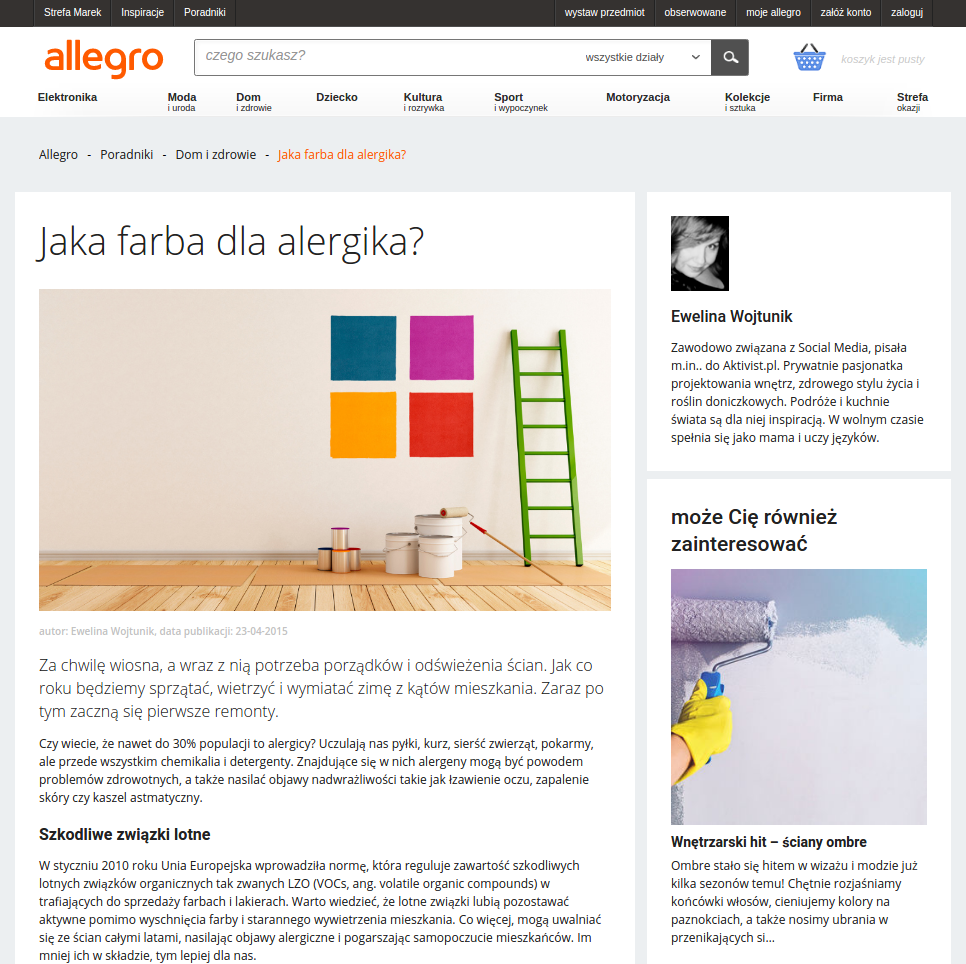 Strefa Marek Inspiracje Poradniki wystaw przedmiot obserwowane moje allegro załóż konto zaloguj
allegro czego szukasz? wszystkie działy koszyk jest pusty
Elektronika Moda i uroda Dom i zdrowie Dziecko Kultura i rozrywka Sport i wypoczynek Motoryzacja Kolekcje i sztuka Firma Strefa okazji
Allegro - Poradniki - Dom i zdrowie - Jaka farba dla alergika?
Jaka farba dla alergika?
autor: Ewelina Wojtunik, data publikacji: 23-04-2015
Za chwilę wiosna, a wraz z nią potrzeba porządków i odświeżenia ścian. Jak co
roku będziemy sprzątać, wietrzyć i wymiatać zimę z kątów mieszkania. Zaraz po
tym zaczną się pierwsze remonty.
Czy wiecie, że nawet do 30% populacji to alergicy? Uczulają nas pyłki, kurz, sierść zwierząt, pokarmy,
ale przede wszystkim chemikalia i detergenty. Znajdujące się w nich alergeny mogą być powodem
problemów zdrowotnych, a także nasilać objawy nadwrażliwości takie jak łzawienie oczu, zapalenie
skóry czy kaszel astmatyczny.
Szkodliwe związki lotne
W styczniu 2010 roku Unia Europejska wprowadziła normę, która reguluje zawartość szkodliwych
lotnych związków organicznych tak zwanych LZO (VOCs, ang. volatile organic compounds) w
trafiających do sprzedaży farbach i lakierach. Warto wiedzieć, że lotne związki lubią pozostawać
aktywne pomimo wyschnięcia farby i starannego wywietrzenia mieszkania. Co więcej, mogą uwalniać
się ze ścian całymi latami, nasilając objawy alergiczne i pogarszając samopoczucie mieszkańców. Im
mniej ich w składzie, tym lepiej dla nas.
Ewelina Wojtunik
Zawodowo związana z Social Media, pisała
m.in.. do Aktivist.pl. Prywatnie pasjonatka
projektowania wnętrz, zdrowego stylu życia i
roślin doniczkowych. Podróże i kuchnie
świata są dla niej inspiracją. W wolnym czasie
spełnia się jako mama i uczy języków.
może Cię również
zainteresować
Wnętrzarski hit – ściany ombre
Ombre stało się hitem w wizażu i modzie już
kilka sezonów temu! Chętnie rozjaśniamy
końcówki włosów, cieniujemy kolory na
paznokciach, a także nosimy ubrania w
przenikających si...